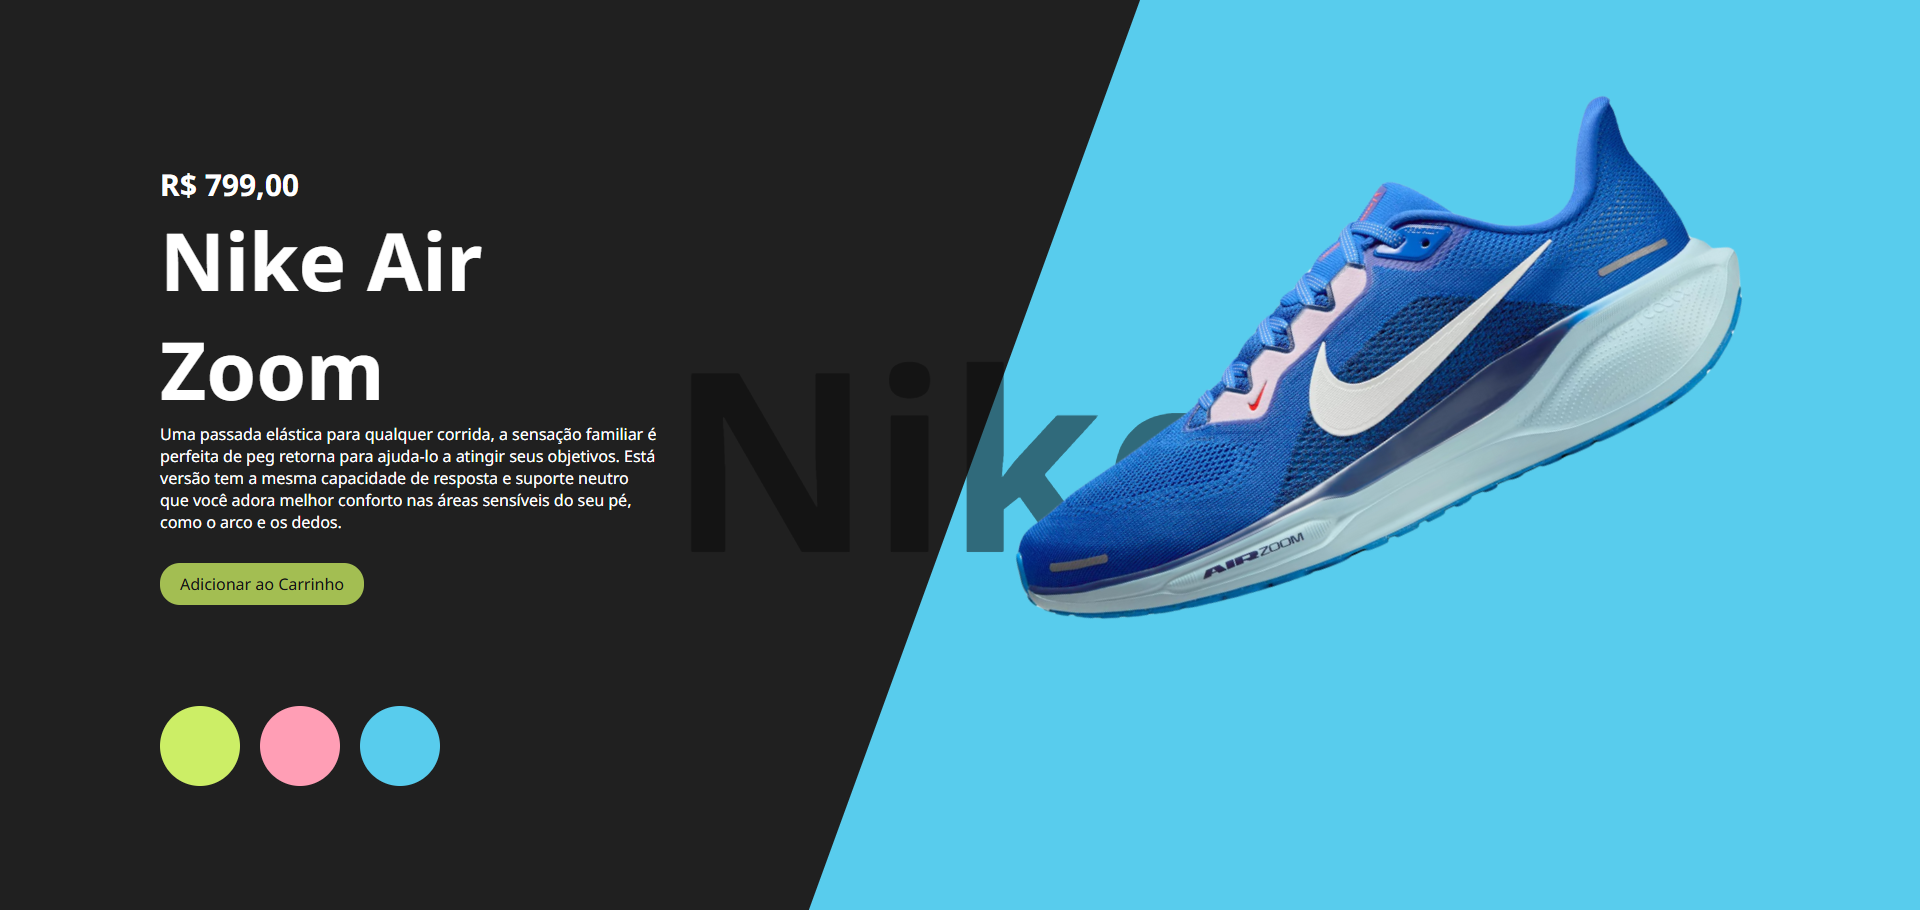 R$ 799,00
Nike Air
Zoom
Uma passada elástica para qualquer corrida, a sensação familiar é
perfeita de peg retorna para ajuda-lo a atingir seus objetivos. Está
versão tem a mesma capacidade de resposta e suporte neutro
que você adora melhor conforto nas áreas sensíveis do seu pé,
como o arco e os dedos.
Adicionar ao Carrinho
Nike
AIR ZOOM